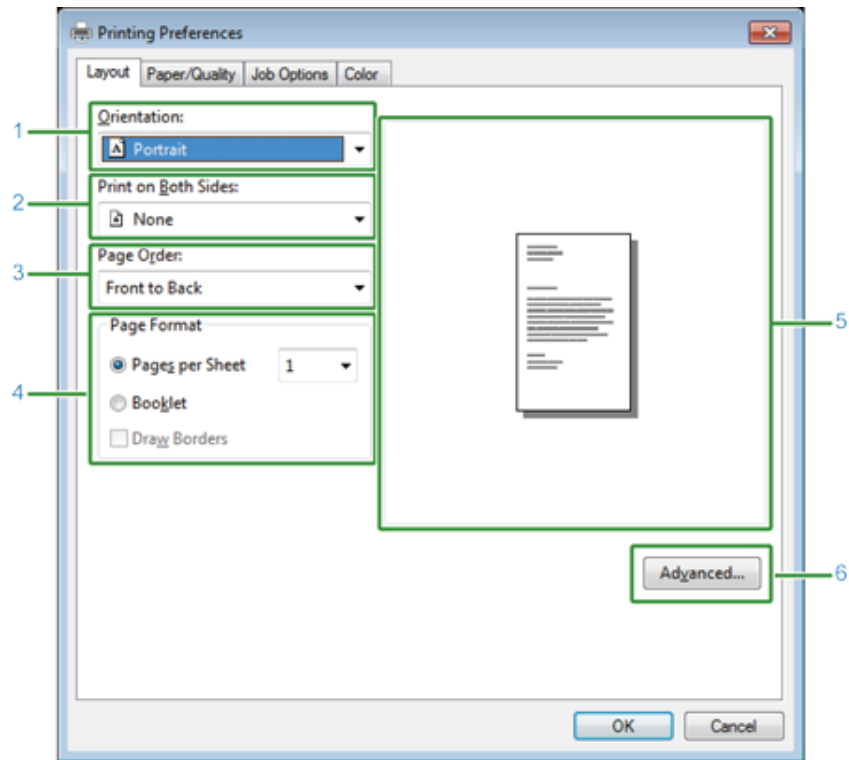 Printing Preferences
Layout Paper/Quality Job Options Color
1
Orientation:
Portrait
2
Print on Both Sides:
None
3
Page Order:
Front to Back
4
Page Format
Pages per Sheet 1
Booklet
Draw Borders
5
Advanced...
6
OK Cancel